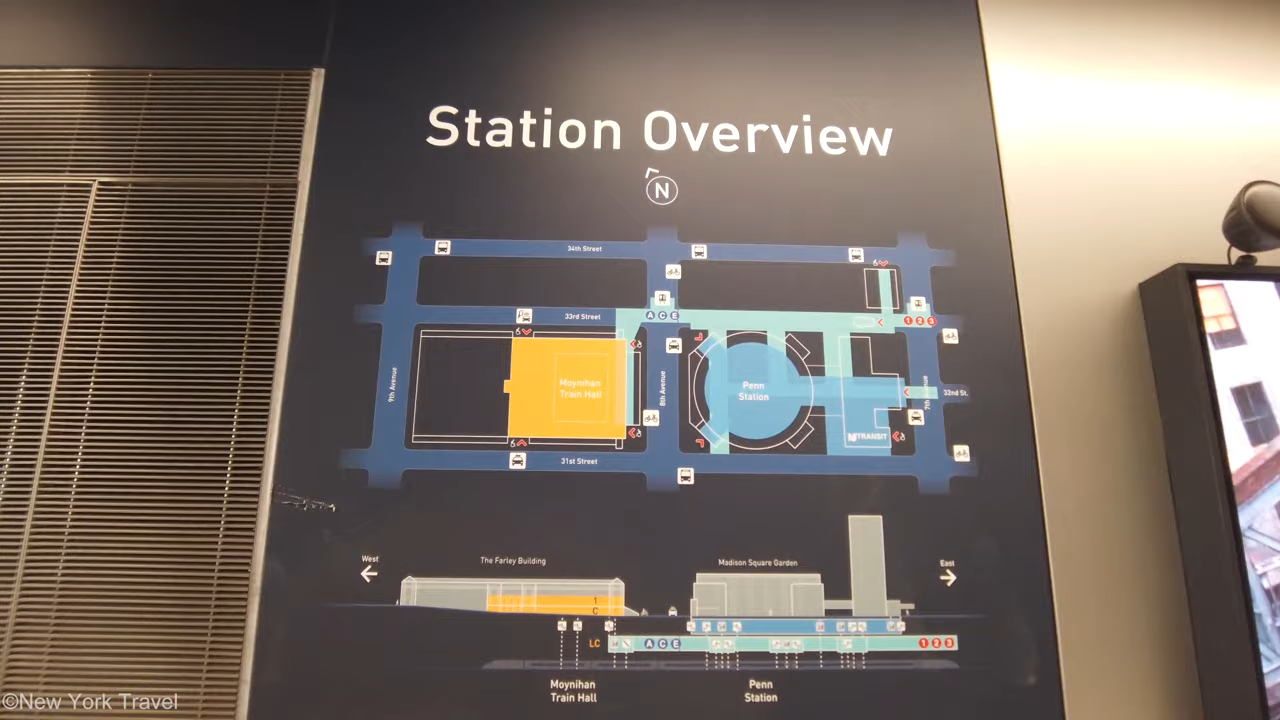 Station Overview
N
34th Street
33rd Street
A C E
1 2 3
9th Avenue
Moynihan
Train Hall
8th Avenue
Penn
Station
7th Avenue
32nd St.
NJ TRANSIT
31st Street
West
The Farley Building
Madison Square Garden
East
1
C
LC
A C E
1 2 3
Moynihan
Train Hall
Penn
Station
©New York Travel